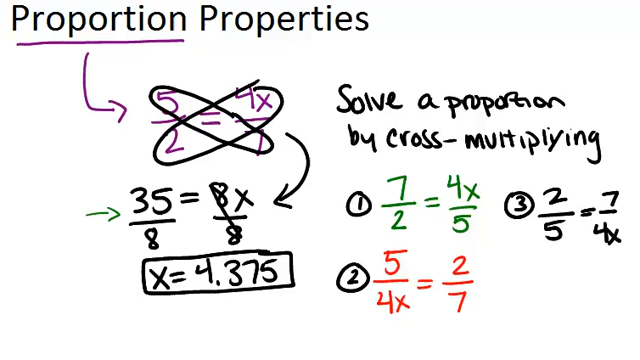 Proportion Properties
5/2 = 4x/7
35/8 = 8x/8
x = 4.375
Solve a proportion
by cross-multiplying
① 7/2 = 4x/5
③ 2/5 = 7/4x
② 5/4x = 2/7